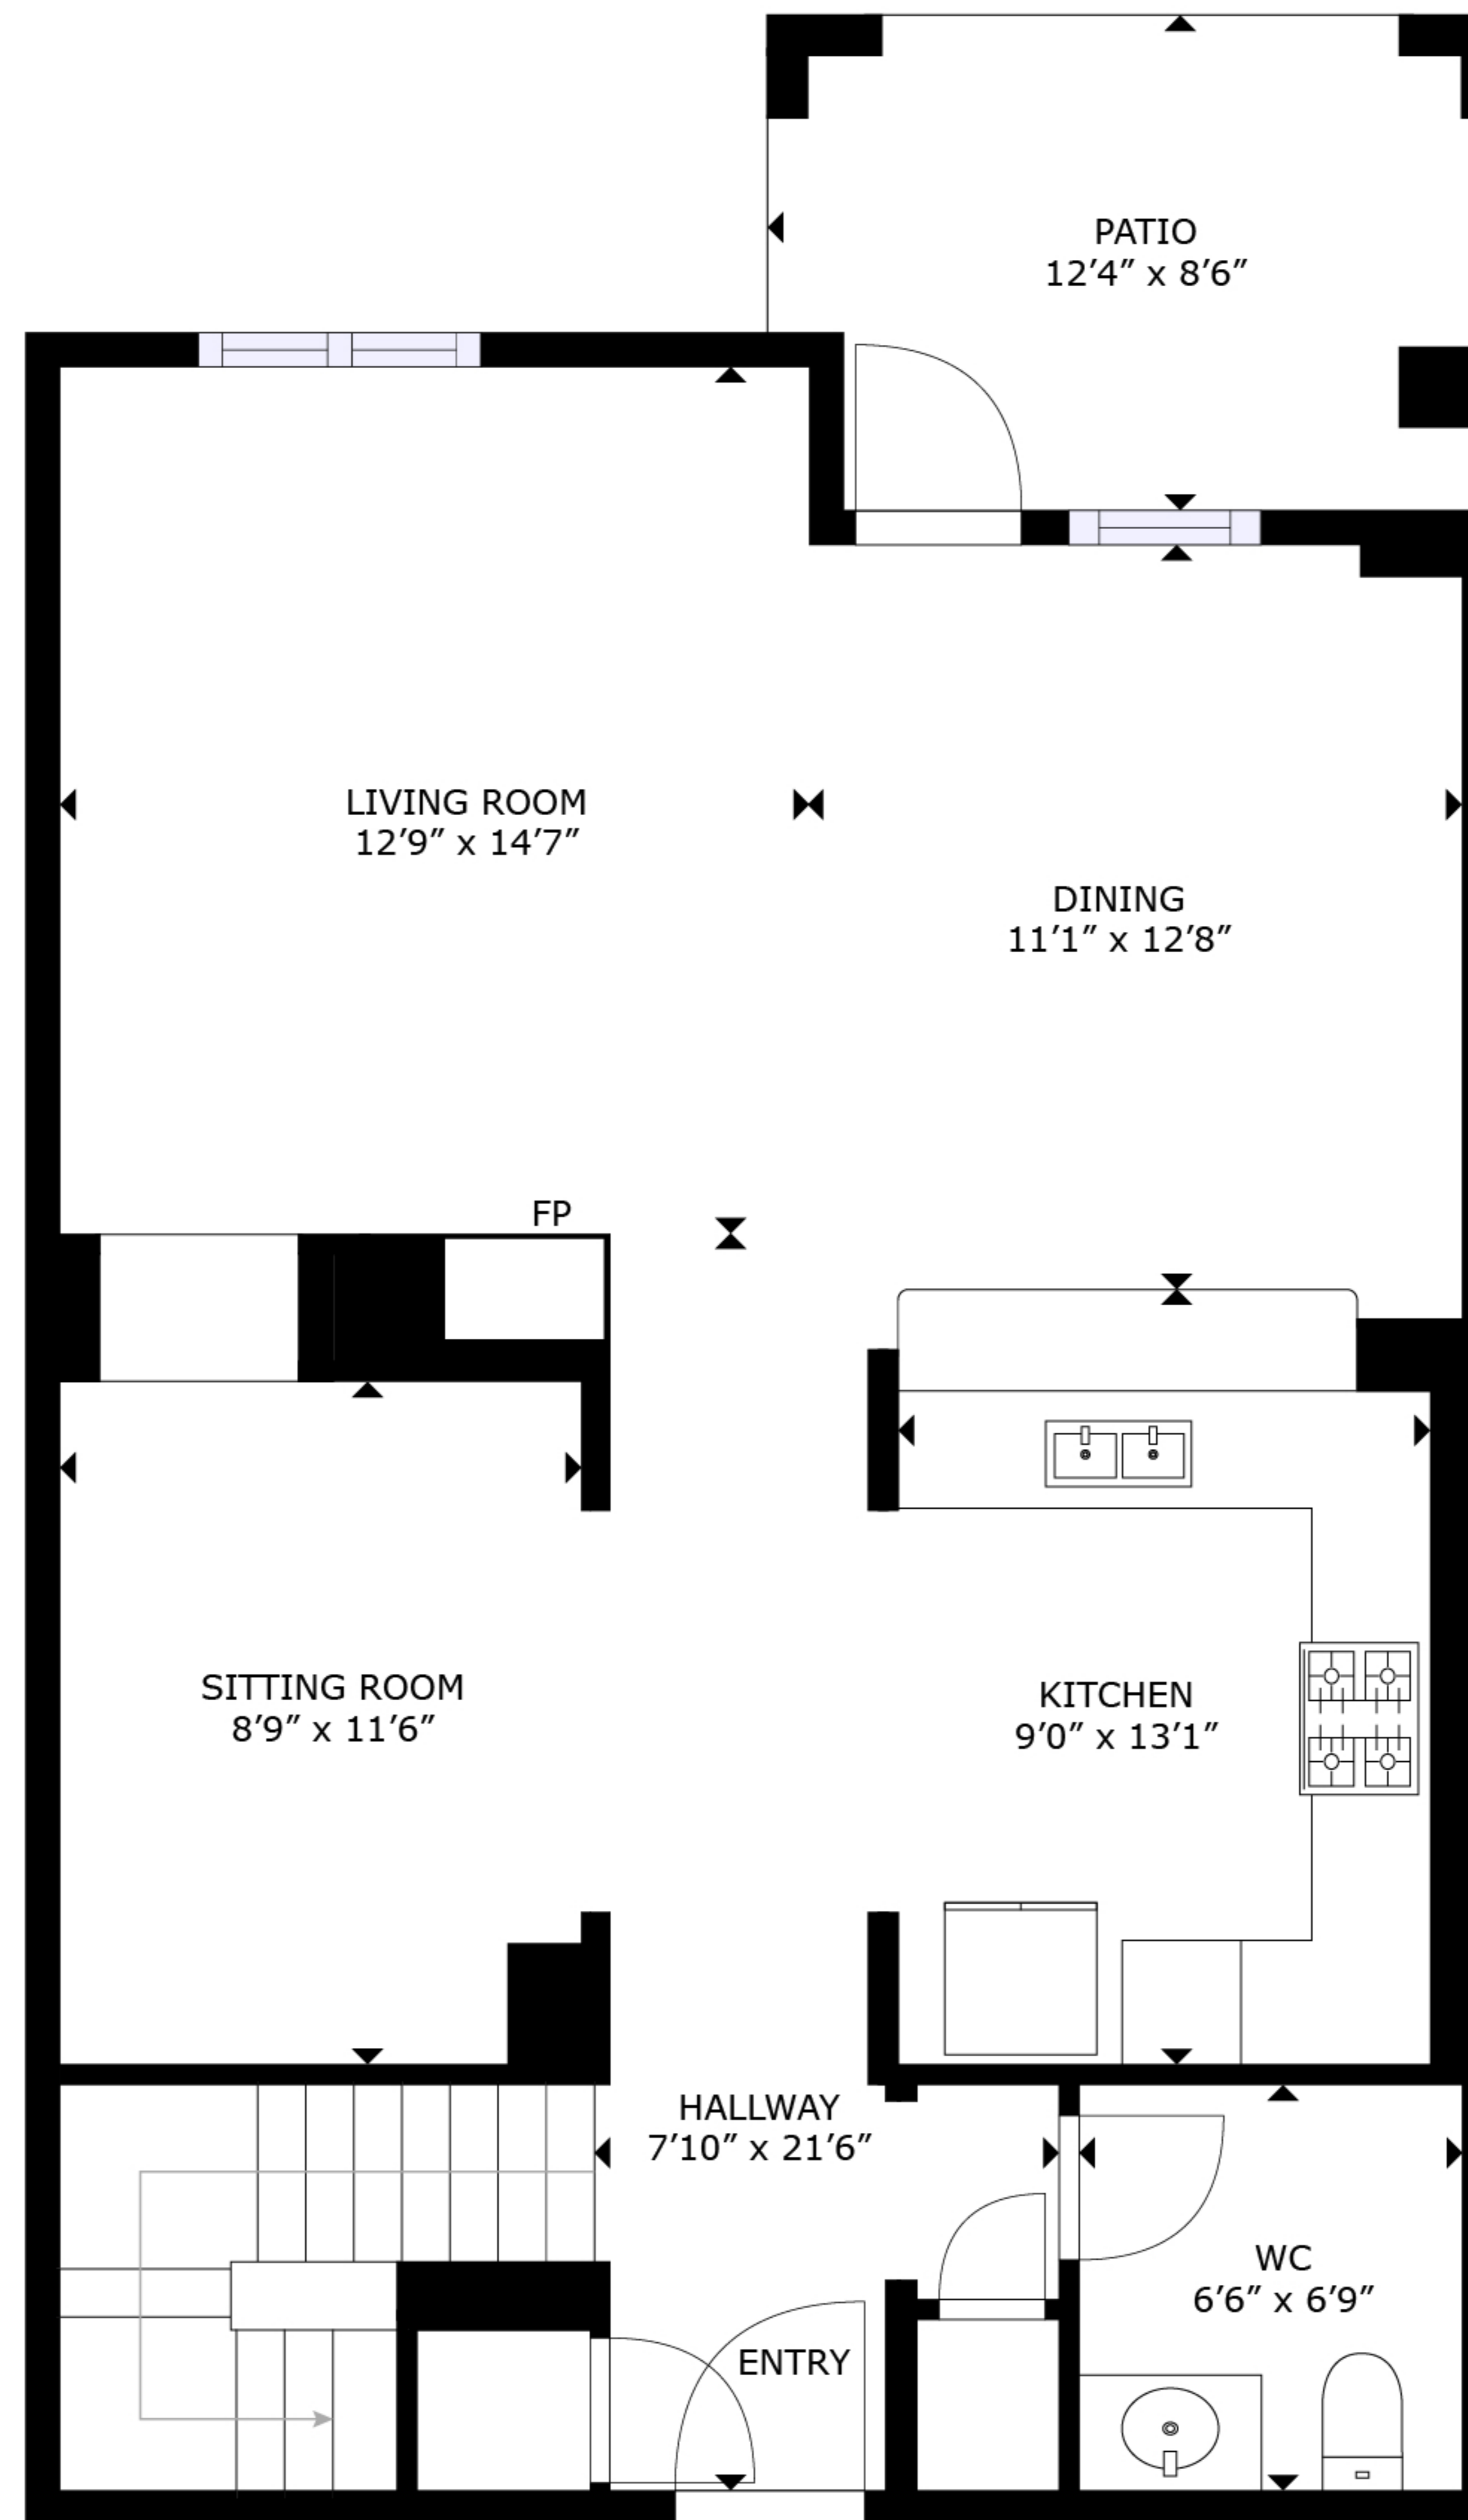 PATIO
12′4″ x 8′6″
LIVING ROOM
12′9″ x 14′7″
DINING
11′1″ x 12′8″
FP
SITTING ROOM
8′9″ x 11′6″
KITCHEN
9′0″ x 13′1″
HALLWAY
7′10″ x 21′6″
WC
6′6″ x 6′9″
ENTRY